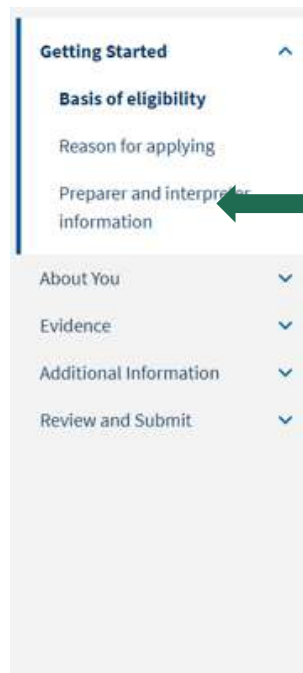 Getting Started
Basis of eligibility
Reason for applying
Preparer and interpreter
information
About You
Evidence
Additional Information
Review and Submit